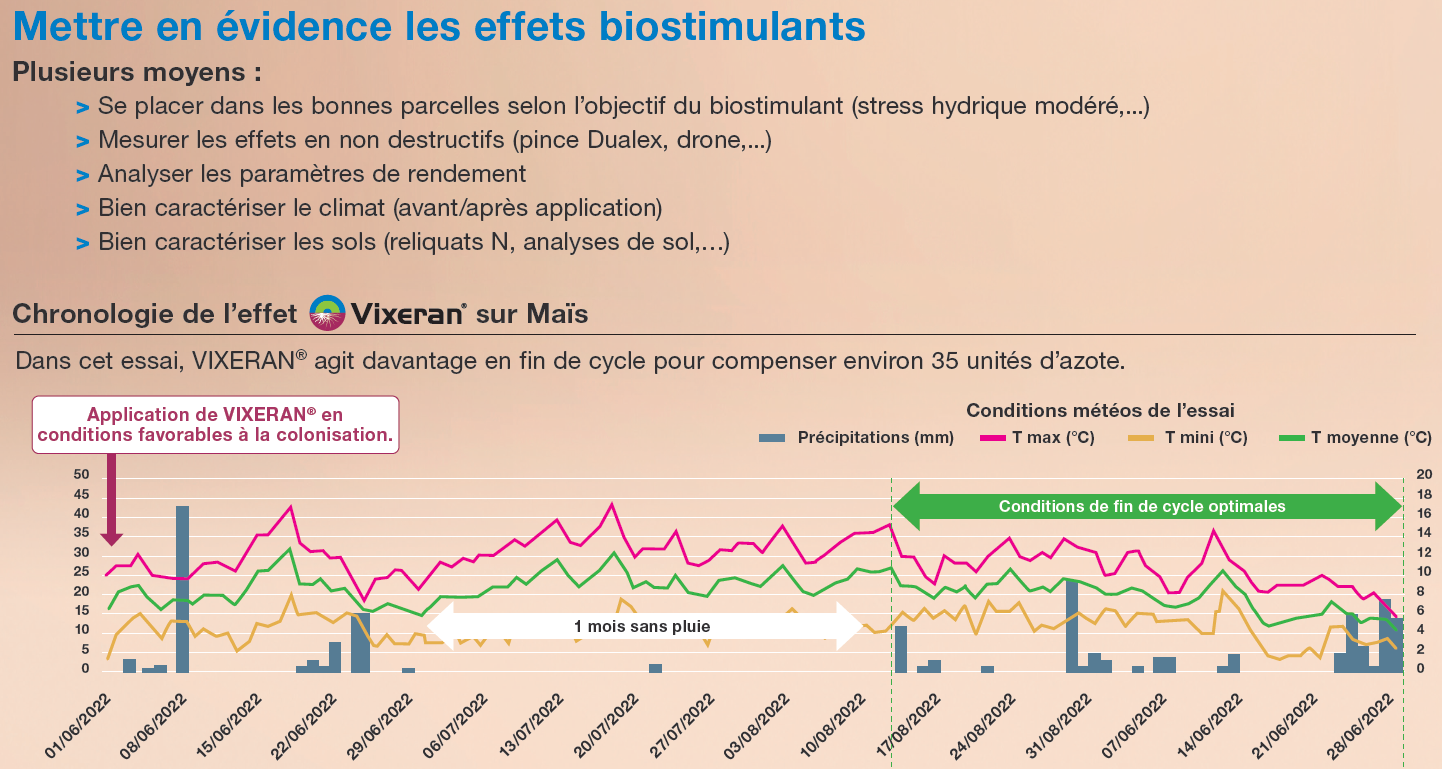 Mettre en évidence les effets biostimulants
Plusieurs moyens :
> Se placer dans les bonnes parcelles selon l’objectif du biostimulant (stress hydrique modéré,...)
> Mesurer les effets en non destructifs (pince Dualex, drone,...)
> Analyser les paramètres de rendement
> Bien caractériser le climat (avant/après application)
> Bien caractériser les sols (reliquats N, analyses de sol,…)
Chronologie de l’effet Vixeran® sur Maïs
Dans cet essai, VIXERAN® agit davantage en fin de cycle pour compenser environ 35 unités d’azote.
Application de VIXERAN® en
conditions favorables à la colonisation.
Conditions météos de l’essai
Précipitations (mm) T max (°C) T mini (°C) T moyenne (°C)
50
45
40
35
30
25
20
15
10
5
0
Conditions de fin de cycle optimales
1 mois sans pluie
20
18
16
14
12
10
8
6
4
2
0
01/06/2022
08/06/2022
15/06/2022
22/06/2022
29/06/2022
06/07/2022
13/07/2022
20/07/2022
27/07/2022
03/08/2022
10/08/2022
17/08/2022
24/08/2022
31/08/2022
07/06/2022
14/06/2022
21/06/2022
28/06/2022